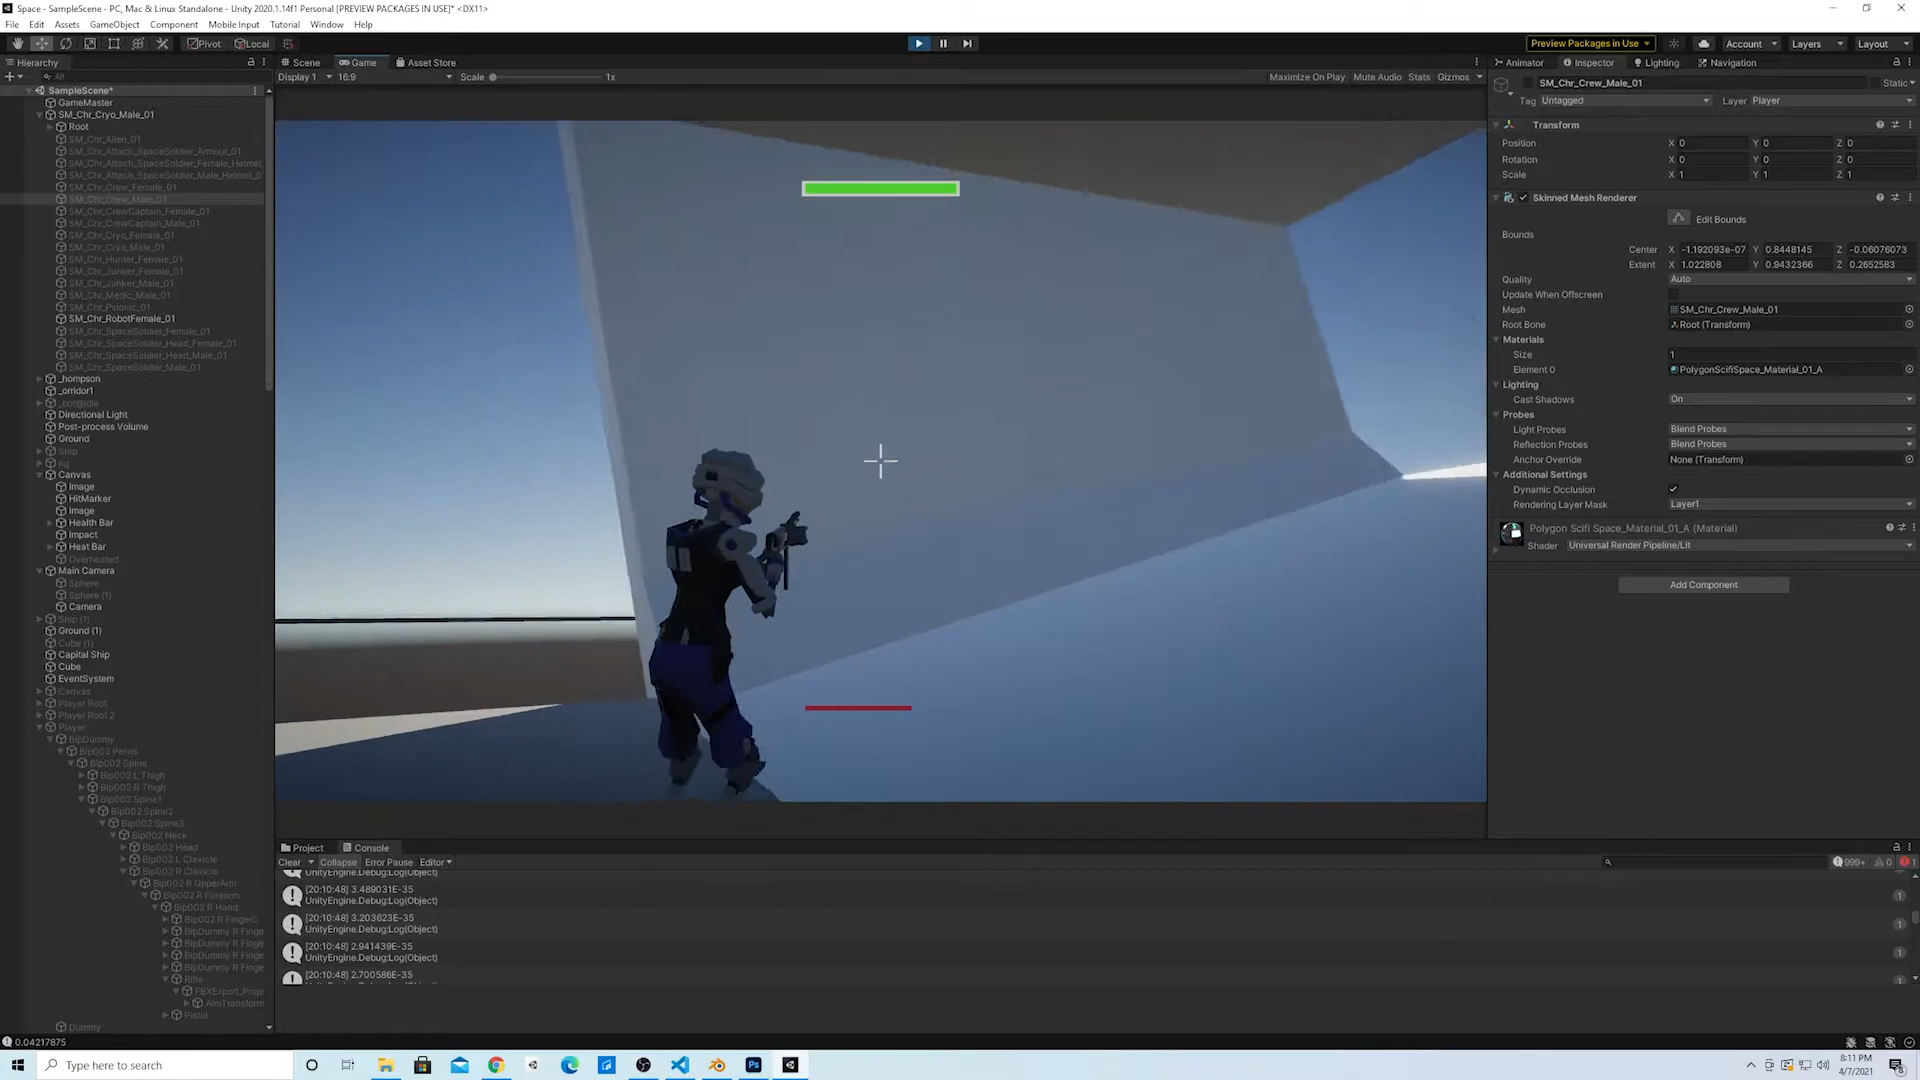 Space - SampleScene - PC, Mac & Linux Standalone - Unity 2020.1.14f1 Personal [PREVIEW PACKAGES IN USE]* <DX11>
File Edit Assets GameObject Component Mobile Input Tutorial Window Help
Pivot Local Preview Packages in Use Account Layers Layout
Hierarchy Scene Game Asset Store Animator Inspector Lighting Navigation
All Display 1 16:9 Scale 1x Maximize On Play Mute Audio Stats Gizmos
SampleScene*
GameMaster
SM_Chr_Cryo_Male_01
Root
SM_Chr_Alien_01
SM_Chr_Attach_SpaceSoldier_Armour_01
SM_Chr_Attach_SpaceSoldier_Female_Helmet
SM_Chr_Attach_SpaceSoldier_Male_Helmet_0
SM_Chr_Crew_Female_01
SM_Chr_Crew_Male_01
SM_Chr_CrewCaptain_Female_01
SM_Chr_CrewCaptain_Male_01
SM_Chr_Cryo_Female_01
SM_Chr_Cryo_Male_01
SM_Chr_Hunter_Female_01
SM_Chr_Junker_Female_01
SM_Chr_Junker_Male_01
SM_Chr_Medic_Male_01
SM_Chr_Psionic_01
SM_Chr_RobotFemale_01
SM_Chr_SpaceSoldier_Female_01
SM_Chr_SpaceSoldier_Head_Female_01
SM_Chr_SpaceSoldier_Head_Male_01
SM_Chr_SpaceSoldier_Male_01
_hompson
_orridor1
_bot@Idle
Directional Light
Post-process Volume
Ground
Ship
rig
Canvas
Image
HitMarker
Image
Health Bar
Impact
Heat Bar
Overheated
Main Camera
Sphere
Sphere (1)
Camera
Ship (1)
Ground (1)
Cube (1)
Capital Ship
Cube
EventSystem
Canvas
Player Root
Player Root 2
Player
BipDummy
Bip002 Pelvis
Bip002 Spine
Bip002 L Thigh
Bip002 R Thigh
Bip002 Spine1
Bip002 Spine2
Bip002 Spine3
Bip002 Neck
Bip002 Head
Bip002 L Clavicle
Bip002 R Clavicle
Bip002 R UpperArm
Bip002 R Forearm
Bip002 R Hand
Bip002 R Finger0
BipDummy R Finge
BipDummy R Finge
BipDummy R Finge
BipDummy R Finge
Rifle
FBXExport_Prop
AimTransform
Pistol
Dummy
SM_Chr_Crew_Male_01 Static
Tag Untagged Layer Player
Transform
Position X 0 Y 0 Z 0
Rotation X 0 Y 0 Z 0
Scale X 1 Y 1 Z 1
Skinned Mesh Renderer
Edit Bounds
Bounds
Center X -1.192093e-07 Y 0.8448145 Z -0.06076073
Extent X 1.022808 Y 0.9432366 Z 0.2652583
Quality Auto
Update When Offscreen
Mesh SM_Chr_Crew_Male_01
Root Bone Root (Transform)
Materials
Size 1
Element 0 PolygonScifiSpace_Material_01_A
Lighting
Cast Shadows On
Probes
Light Probes Blend Probes
Reflection Probes Blend Probes
Anchor Override None (Transform)
Additional Settings
Dynamic Occlusion
Rendering Layer Mask Layer1
Polygon Scifi Space_Material_01_A (Material)
Shader Universal Render Pipeline/Lit
Add Component
Project Console
Clear Collapse Error Pause Editor 999+ 0 1
UnityEngine.Debug:Log(Object)
[20:10:48] 3.489031E-35
UnityEngine.Debug:Log(Object) 1
[20:10:48] 3.203623E-35
UnityEngine.Debug:Log(Object) 1
[20:10:48] 2.941439E-35
UnityEngine.Debug:Log(Object) 1
[20:10:48] 2.700586E-35
1
0.04217875
Type here to search
Ps
8:11 PM
4/7/2021